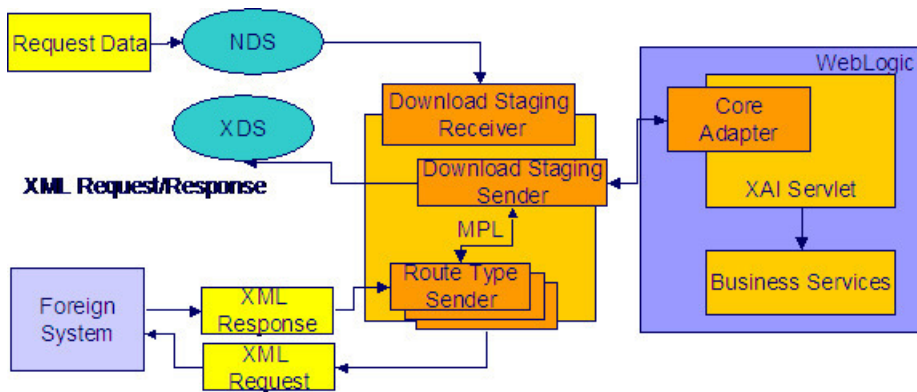 Request Data
NDS
WebLogic
Download Staging
Receiver
Core
Adapter
XDS
Download Staging
Sender
XML Request/Response
XAI Servlet
MPL
Route Type
Sender
Business Services
Foreign
System
XML
Response
XML
Request